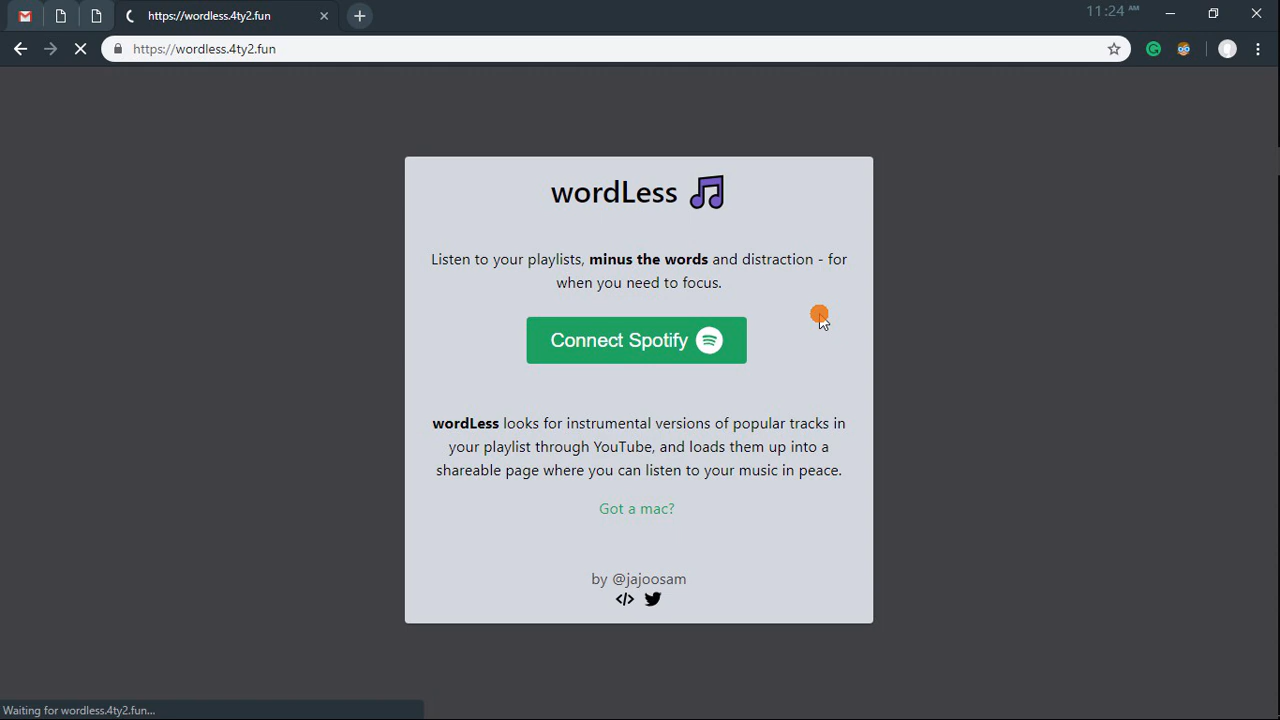 https://wordless.4ty2.fun
11:24 AM
https://wordless.4ty2.fun
wordLess
Listen to your playlists, minus the words and distraction - for
when you need to focus.
Connect Spotify
wordLess looks for instrumental versions of popular tracks in
your playlist through YouTube, and loads them up into a
shareable page where you can listen to your music in peace.
Got a mac?
by @jajoosam
Waiting for wordless.4ty2.fun...